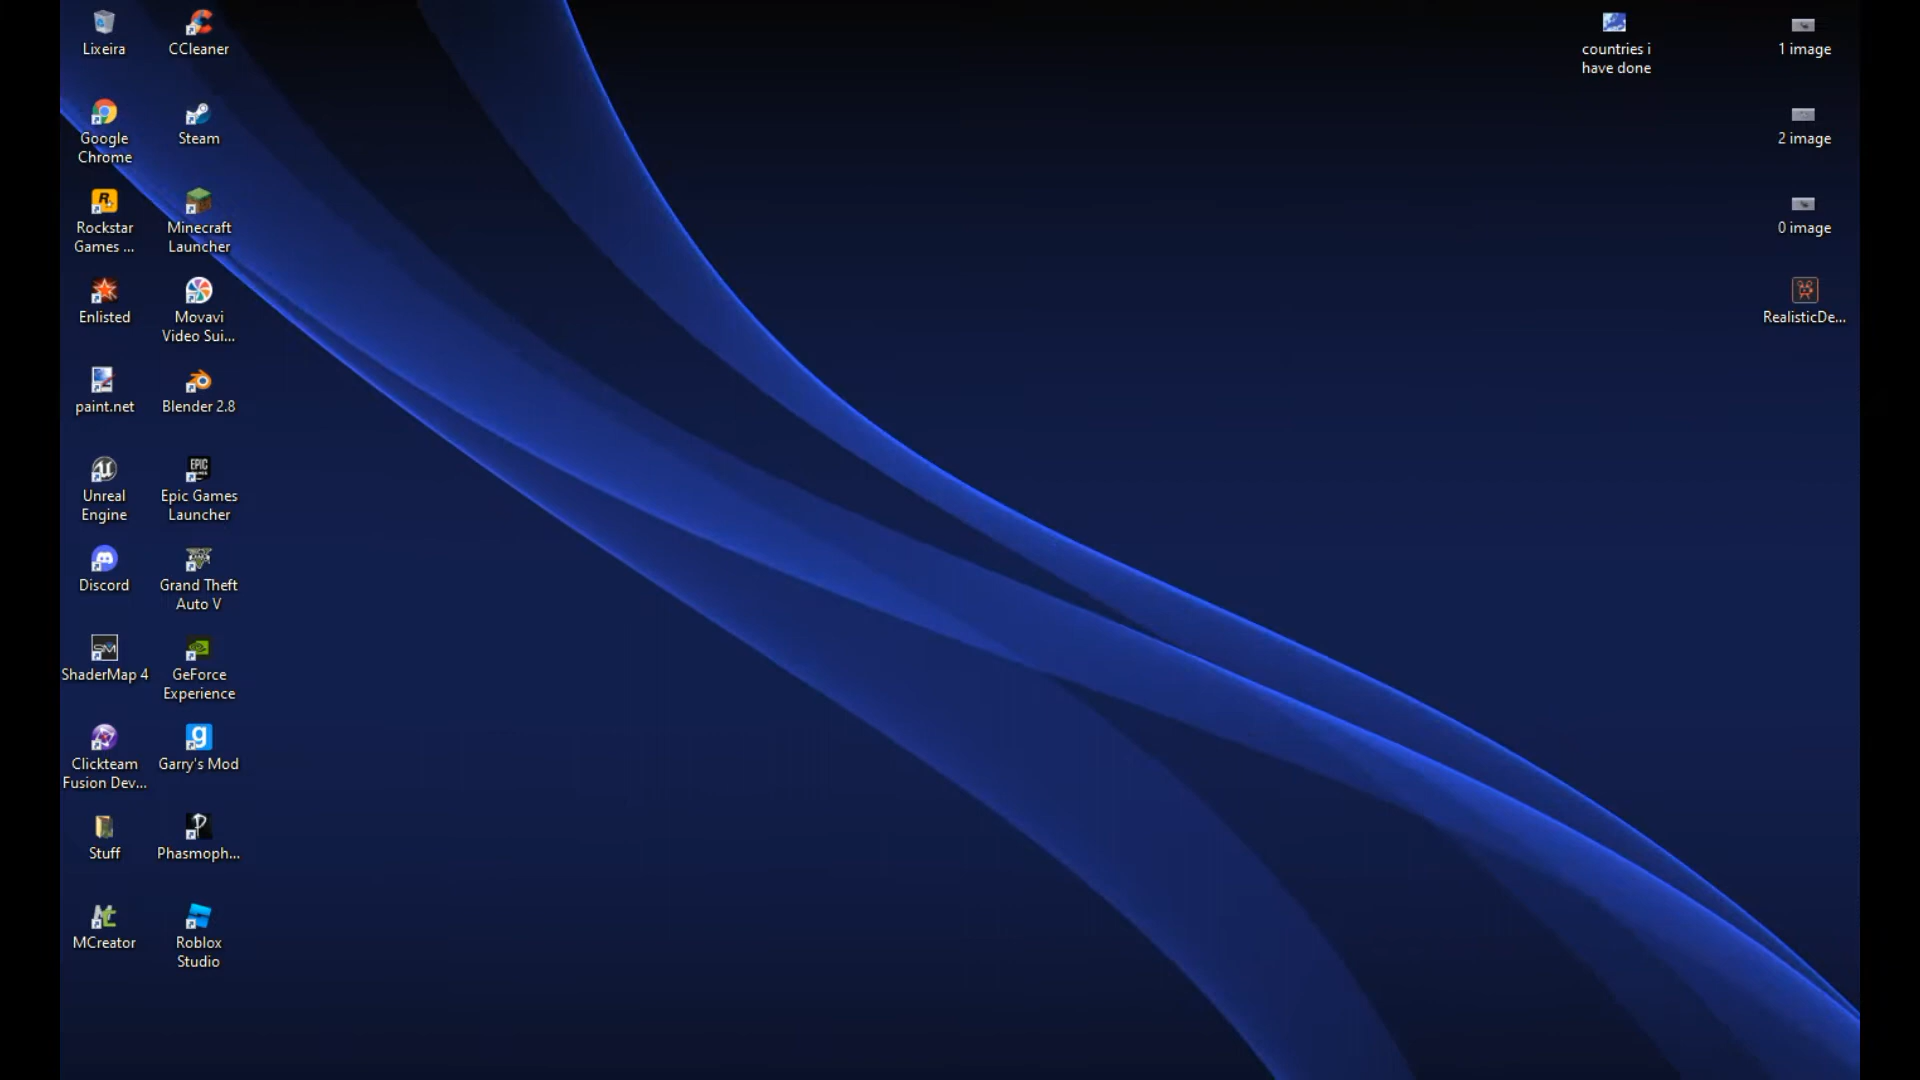 Lixeira
CCleaner
Google
Chrome
Steam
Rockstar
Games ...
Minecraft
Launcher
Enlisted
Movavi
Video Sui...
paint.net
Blender 2.8
Unreal
Engine
EPIC
Epic Games
Launcher
Discord
Grand Theft
Auto V
SM
ShaderMap 4
GeForce
Experience
g
Clickteam
Fusion Dev...
Garry's Mod
Stuff
Phasmoph...
MCreator
Roblox
Studio
countries i
have done
1 image
2 image
0 image
RealisticDe...